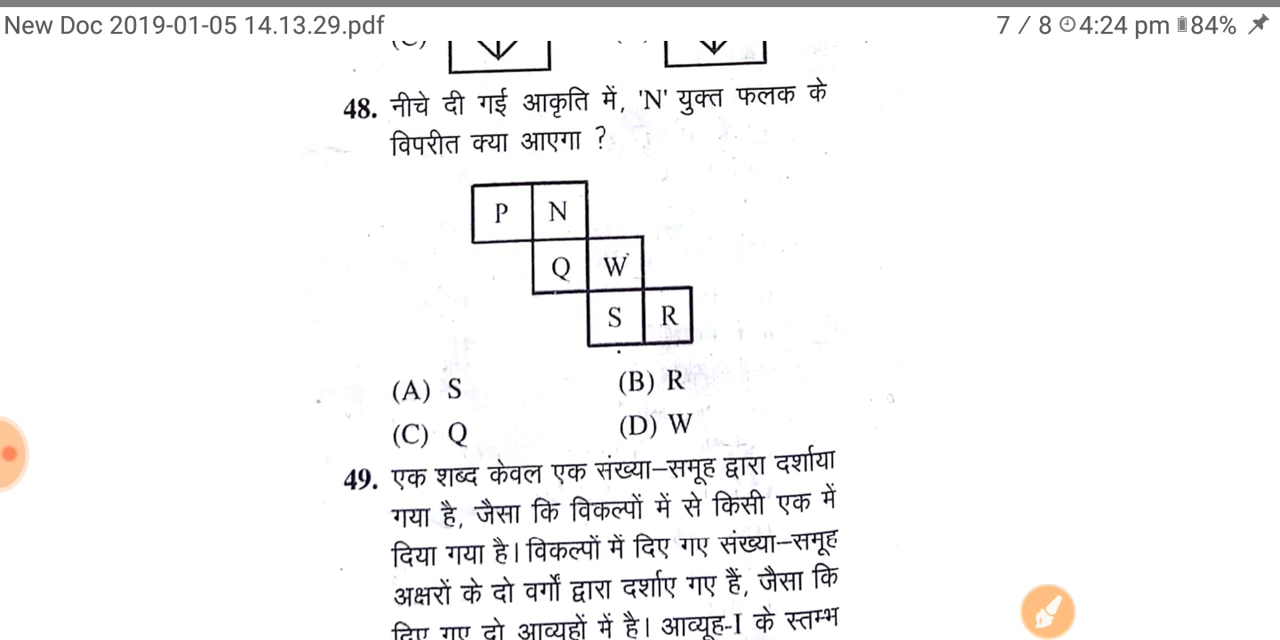 New Doc 2019-01-05 14.13.29.pdf
7 / 8 4:24 pm 84%
48. नीचे दी गई आकृति में, 'N' युक्त फलक के
विपरीत क्या आएगा ?
P N
Q W
S R
(A) S (B) R
(C) Q (D) W
49. एक शब्द केवल एक संख्या–समूह द्वारा दर्शाया
गया है, जैसा कि विकल्पों में से किसी एक में
दिया गया है। विकल्पों में दिए गए संख्या–समूह
अक्षरों के दो वर्गों द्वारा दर्शाए गए हैं, जैसा कि
दिए गए दो आव्यूहों में है। आव्यूह-I के स्तम्भ